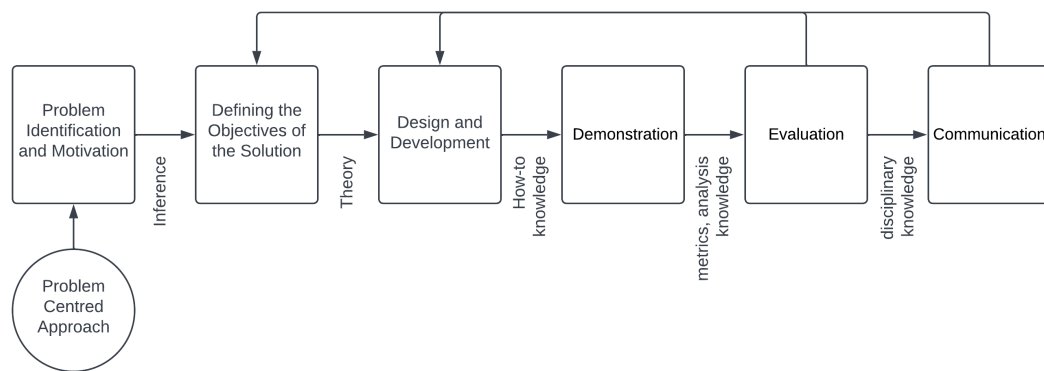 Problem
Identification
and Motivation
Inference
Defining the
Objectives of
the Solution
Theory
Design and
Development
How-to
knowledge
Demonstration
metrics, analysis
knowledge
Evaluation
disciplinary
knowledge
Communication
Problem
Centred
Approach